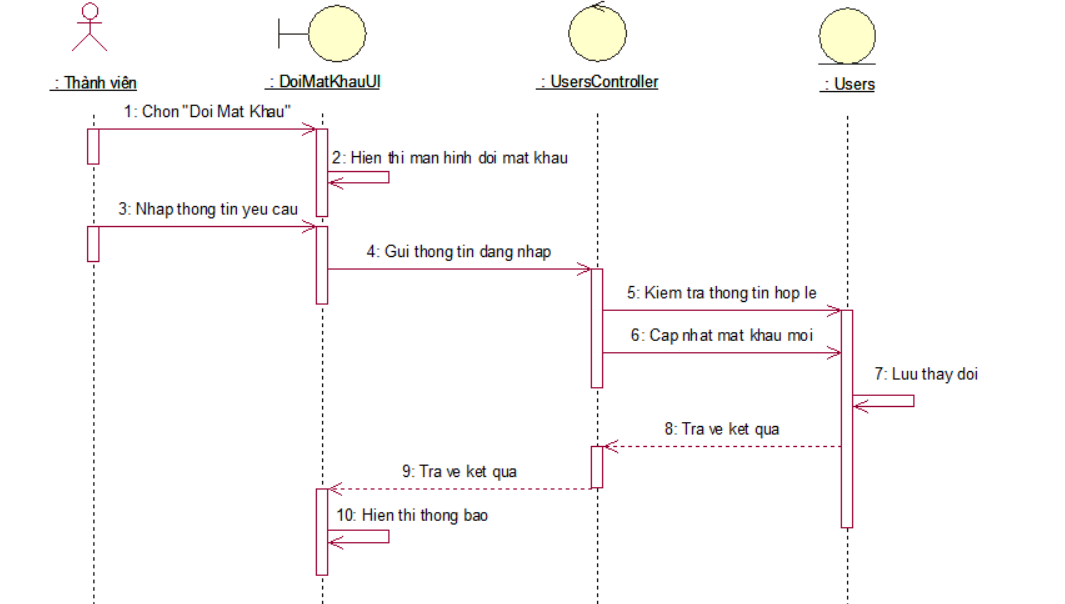 : Thành viên
: DoiMatKhauUI
: UsersController
: Users
1: Chon "Doi Mat Khau"
2: Hien thi man hinh doi mat khau
3: Nhap thong tin yeu cau
4: Gui thong tin dang nhap
5: Kiem tra thong tin hop le
6: Cap nhat mat khau moi
7: Luu thay doi
8: Tra ve ket qua
9: Tra ve ket qua
10: Hien thi thong bao